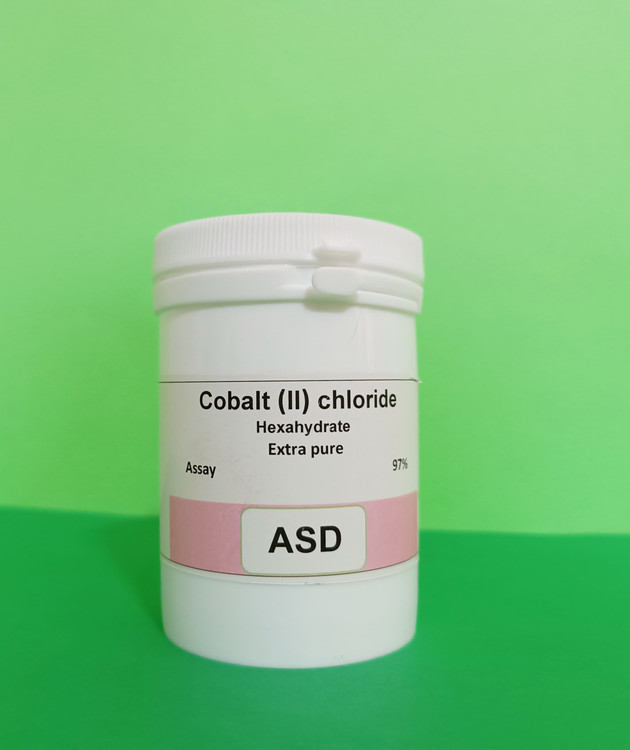 Cobalt (II) chloride
Hexahydrate
Extra pure
Assay 97%
ASD